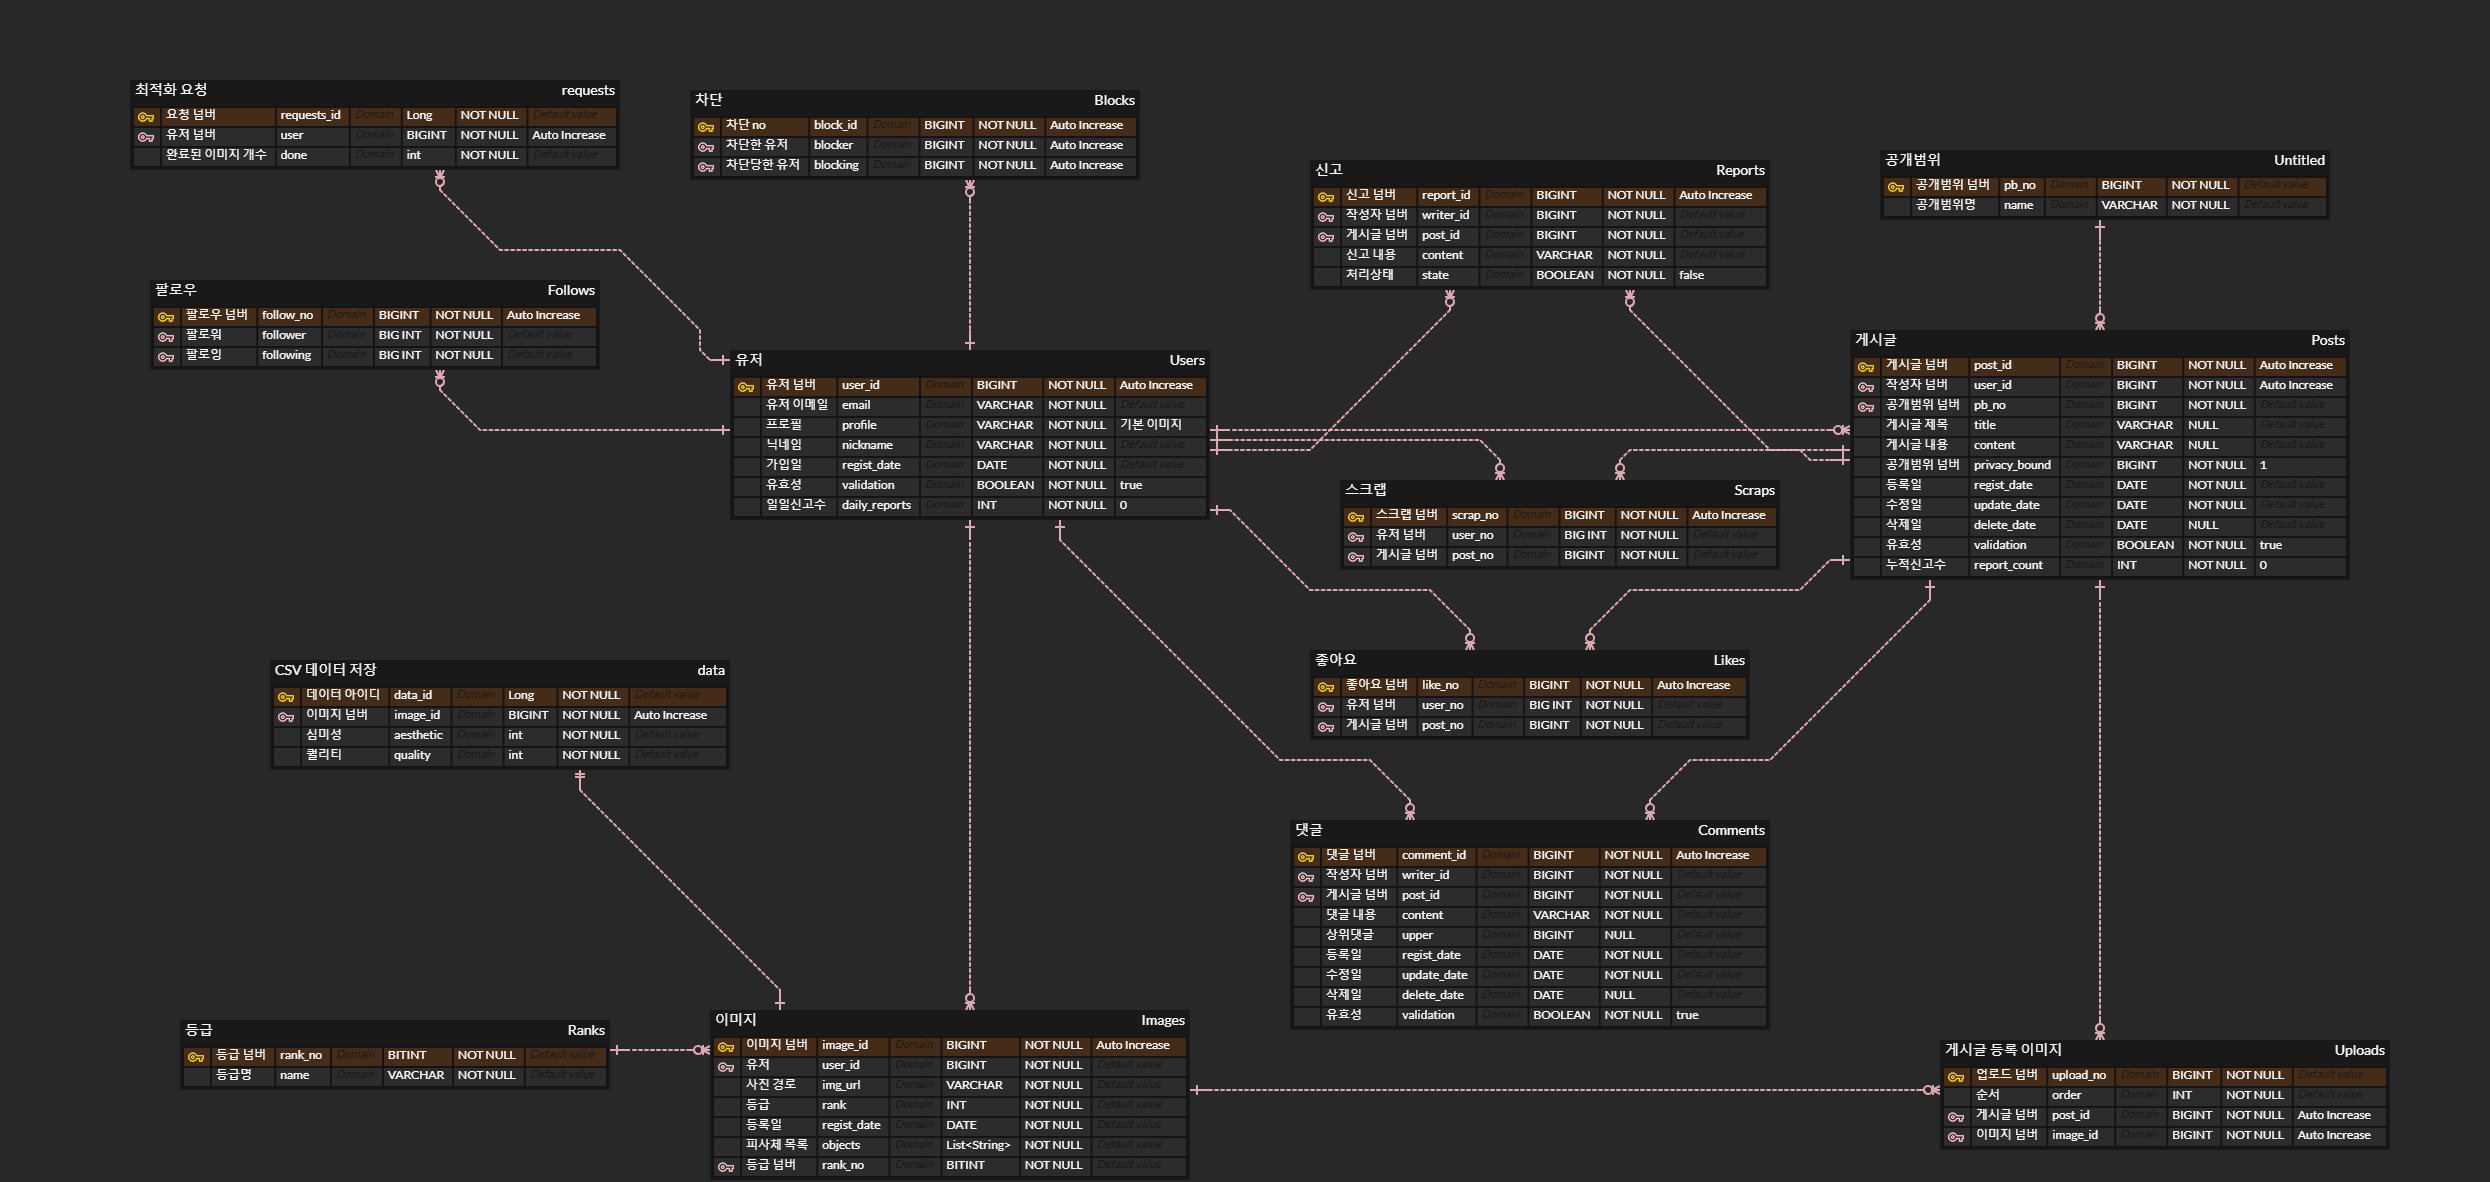 최적화 요청 requests
요청 넘버 requests_id Domain Long NOT NULL Default value
유저 넘버 user Domain BIGINT NOT NULL Auto Increase
완료된 이미지 개수 done Domain int NOT NULL Default value
차단 Blocks
차단 no block_id Domain BIGINT NOT NULL Auto Increase
차단한 유저 blocker Domain BIGINT NOT NULL Auto Increase
차단당한 유저 blocking Domain BIGINT NOT NULL Auto Increase
신고 Reports
신고 넘버 report_id Domain BIGINT NOT NULL Auto Increase
작성자 넘버 writer_id Domain BIGINT NOT NULL Default value
게시글 넘버 post_id Domain BIGINT NOT NULL Default value
신고 내용 content Domain VARCHAR NOT NULL Default value
처리상태 state Domain BOOLEAN NOT NULL false
공개범위 Untitled
공개범위 넘버 pb_no Domain BIGINT NOT NULL Default value
공개범위명 name Domain VARCHAR NOT NULL Default value
팔로우 Follows
팔로우 넘버 follow_no Domain BIGINT NOT NULL Auto Increase
팔로워 follower Domain BIG INT NOT NULL Default value
팔로잉 following Domain BIG INT NOT NULL Default value
유저 Users
유저 넘버 user_id Domain BIGINT NOT NULL Auto Increase
유저 이메일 email Domain VARCHAR NOT NULL Default value
프로필 profile Domain VARCHAR NOT NULL 기본 이미지
닉네임 nickname Domain VARCHAR NOT NULL Default value
가입일 regist_date Domain DATE NOT NULL Default value
유효성 validation Domain BOOLEAN NOT NULL true
일일신고수 daily_reports Domain INT NOT NULL 0
게시글 Posts
게시글 넘버 post_id Domain BIGINT NOT NULL Auto Increase
작성자 넘버 user_id Domain BIGINT NOT NULL Auto Increase
공개범위 넘버 pb_no Domain BIGINT NOT NULL Default value
게시글 제목 title Domain VARCHAR NULL Default value
게시글 내용 content Domain VARCHAR NULL Default value
공개범위 넘버 privacy_bound Domain BIGINT NOT NULL 1
등록일 regist_date Domain DATE NOT NULL Default value
수정일 update_date Domain DATE NOT NULL Default value
삭제일 delete_date Domain DATE NULL Default value
유효성 validation Domain BOOLEAN NOT NULL true
누적신고수 report_count Domain INT NOT NULL 0
스크랩 Scraps
스크랩 넘버 scrap_no Domain BIGINT NOT NULL Auto Increase
유저 넘버 user_no Domain BIG INT NOT NULL Default value
게시글 넘버 post_no Domain BIGINT NOT NULL Default value
좋아요 Likes
좋아요 넘버 like_no Domain BIGINT NOT NULL Auto Increase
유저 넘버 user_no Domain BIG INT NOT NULL Default value
게시글 넘버 post_no Domain BIGINT NOT NULL Default value
CSV 데이터 저장 data
데이터 아이디 data_id Domain Long NOT NULL Default value
이미지 넘버 image_id Domain BIGINT NOT NULL Auto Increase
심미성 aesthetic Domain int NOT NULL Default value
퀄리티 quality Domain int NOT NULL Default value
댓글 Comments
댓글 넘버 comment_id Domain BIGINT NOT NULL Auto Increase
작성자 넘버 writer_id Domain BIGINT NOT NULL Default value
게시글 넘버 post_id Domain BIGINT NOT NULL Default value
댓글 내용 content Domain VARCHAR NOT NULL Default value
상위댓글 upper Domain BIGINT NULL Default value
등록일 regist_date Domain DATE NOT NULL Default value
수정일 update_date Domain DATE NOT NULL Default value
삭제일 delete_date Domain DATE NULL Default value
유효성 validation Domain BOOLEAN NOT NULL true
등급 Ranks
등급 넘버 rank_no Domain BITINT NOT NULL Default value
등급명 name Domain VARCHAR NOT NULL Default value
이미지 Images
이미지 넘버 image_id Domain BIGINT NOT NULL Auto Increase
유저 user_id Domain BIGINT NOT NULL Default value
사진 경로 img_url Domain VARCHAR NOT NULL Default value
등급 rank Domain INT NOT NULL Default value
등록일 regist_date Domain DATE NOT NULL Default value
피사체 목록 objects Domain List<String> NOT NULL Default value
등급 넘버 rank_no Domain BITINT NOT NULL Default value
게시글 등록 이미지 Uploads
업로드 넘버 upload_no Domain BIGINT NOT NULL Default value
순서 order Domain INT NOT NULL Default value
게시글 넘버 post_id Domain BIGINT NOT NULL Auto Increase
이미지 넘버 image_id Domain BIGINT NOT NULL Auto Increase